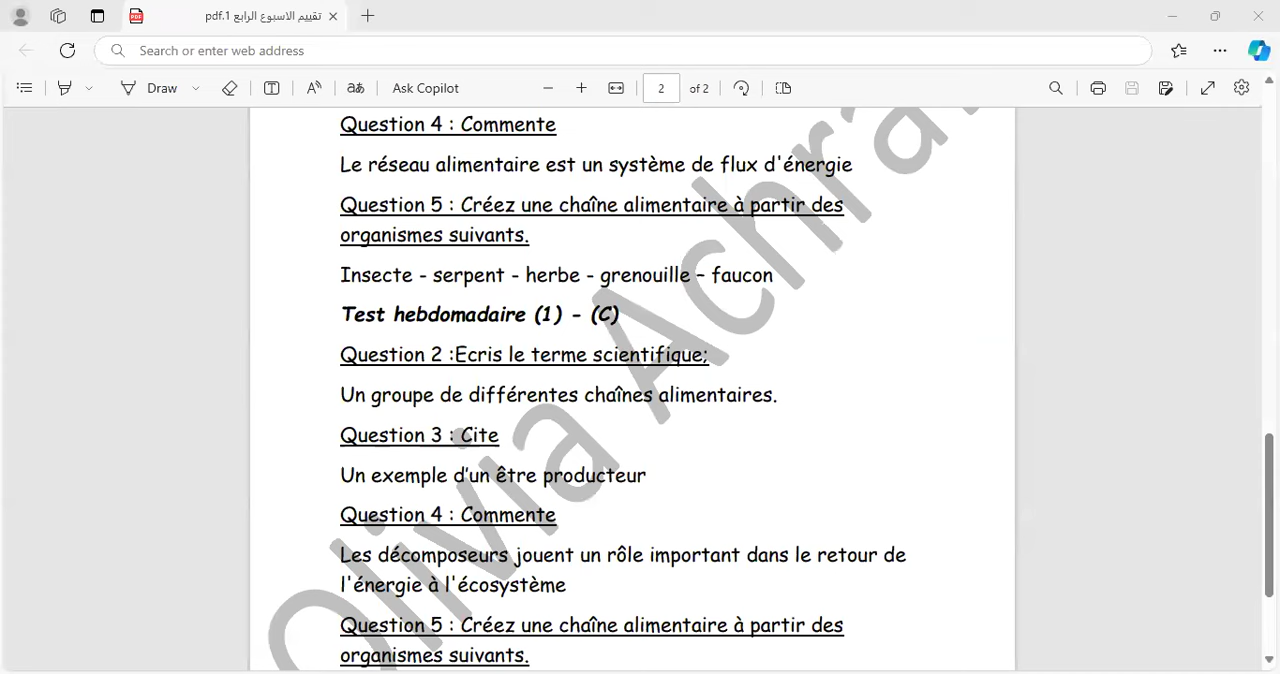 تقييم الاسبوع الرابع 1.pdf
Search or enter web address
Draw
Ask Copilot
2 of 2
Question 4 : Commente
Le réseau alimentaire est un système de flux d'énergie
Question 5 : Créez une chaîne alimentaire à partir des
organismes suivants.
Insecte - serpent - herbe - grenouille – faucon
Test hebdomadaire (1) - (C)
Question 2 :Ecris le terme scientifique;
Un groupe de différentes chaînes alimentaires.
Question 3 : Cite
Un exemple d’un être producteur
Question 4 : Commente
Les décomposeurs jouent un rôle important dans le retour de
l'énergie à l'écosystème
Question 5 : Créez une chaîne alimentaire à partir des
organismes suivants.
Olivia Achra